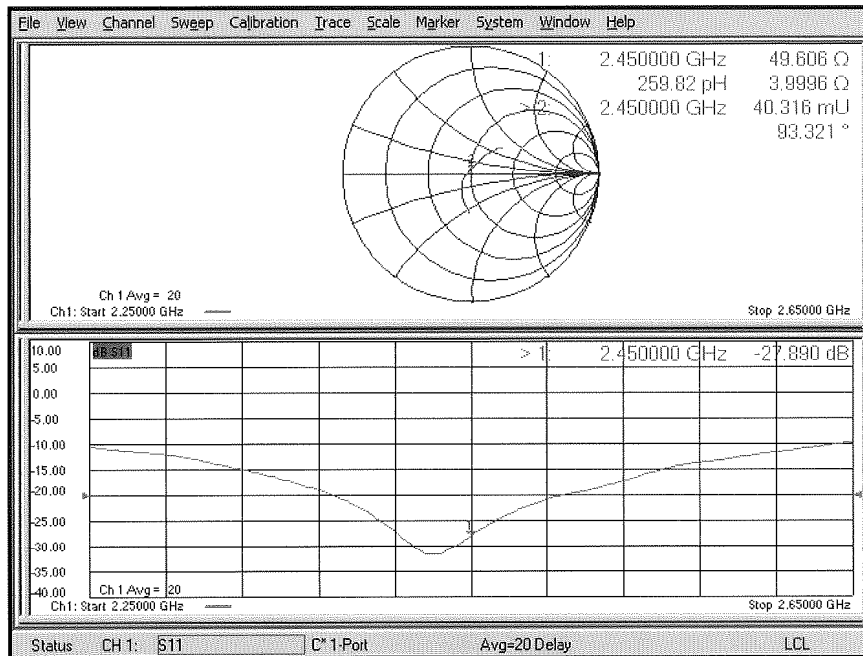 File View Channel Sweep Calibration Trace Scale Marker System Window Help
1: 2.450000 GHz 49.606 Ω
259.82 pH 3.9996 Ω
> 2: 2.450000 GHz 40.316 mU
93.321 °
Ch 1 Avg = 20
Ch1: Start 2.25000 GHz Stop 2.65000 GHz
10.00 dB S11 > 1: 2.450000 GHz -27.890 dB
5.00
0.00
-5.00
-10.00
-15.00
-20.00
-25.00
-30.00
-35.00
-40.00
1
Ch 1 Avg = 20
Ch1: Start 2.25000 GHz Stop 2.65000 GHz
Status CH 1: S11 C* 1-Port Avg=20 Delay LCL